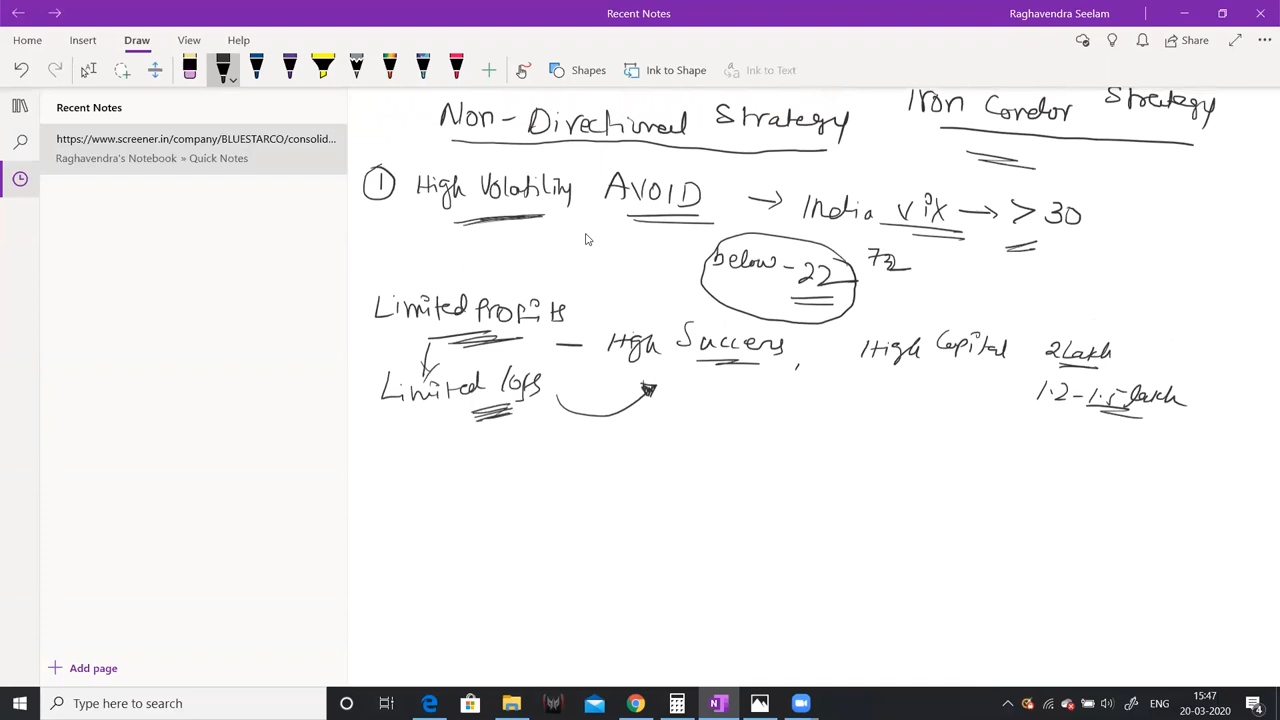 Recent Notes
Raghavendra Seelam
Home Insert Draw View Help
Share
Shapes
Ink to Shape
Ink to Text
Recent Notes
https://www.screener.in/company/BLUESTARCO/consolid...
Raghavendra's Notebook » Quick Notes
Add page
Non-Directional Strategy
Iron Condor Strategy
① High Volatility AVOID → India Vix → > 30
below - 22 72
Limited Profits - High Success, High Capital 2 Lakh
Limited loss 1.2 - 1.5 lakh
Type here to search
ENG
15:47
20-03-2020